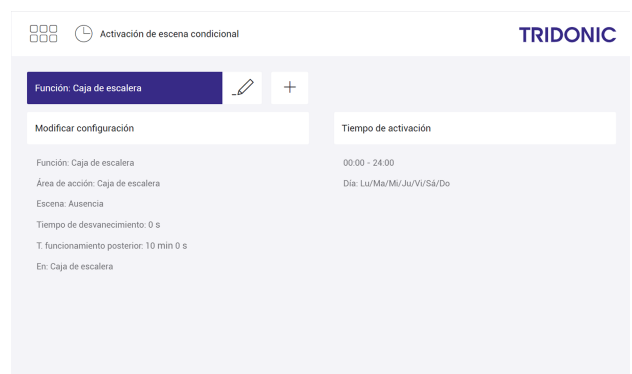 Activación de escena condicional
TRIDONIC
Función: Caja de escalera
Modificar configuración
Función: Caja de escalera
Área de acción: Caja de escalera
Escena: Ausencia
Tiempo de desvanecimiento: 0 s
T. funcionamiento posterior: 10 min 0 s
En: Caja de escalera
Tiempo de activación
00:00 - 24:00
Día: Lu/Ma/Mi/Ju/Vi/Sá/Do